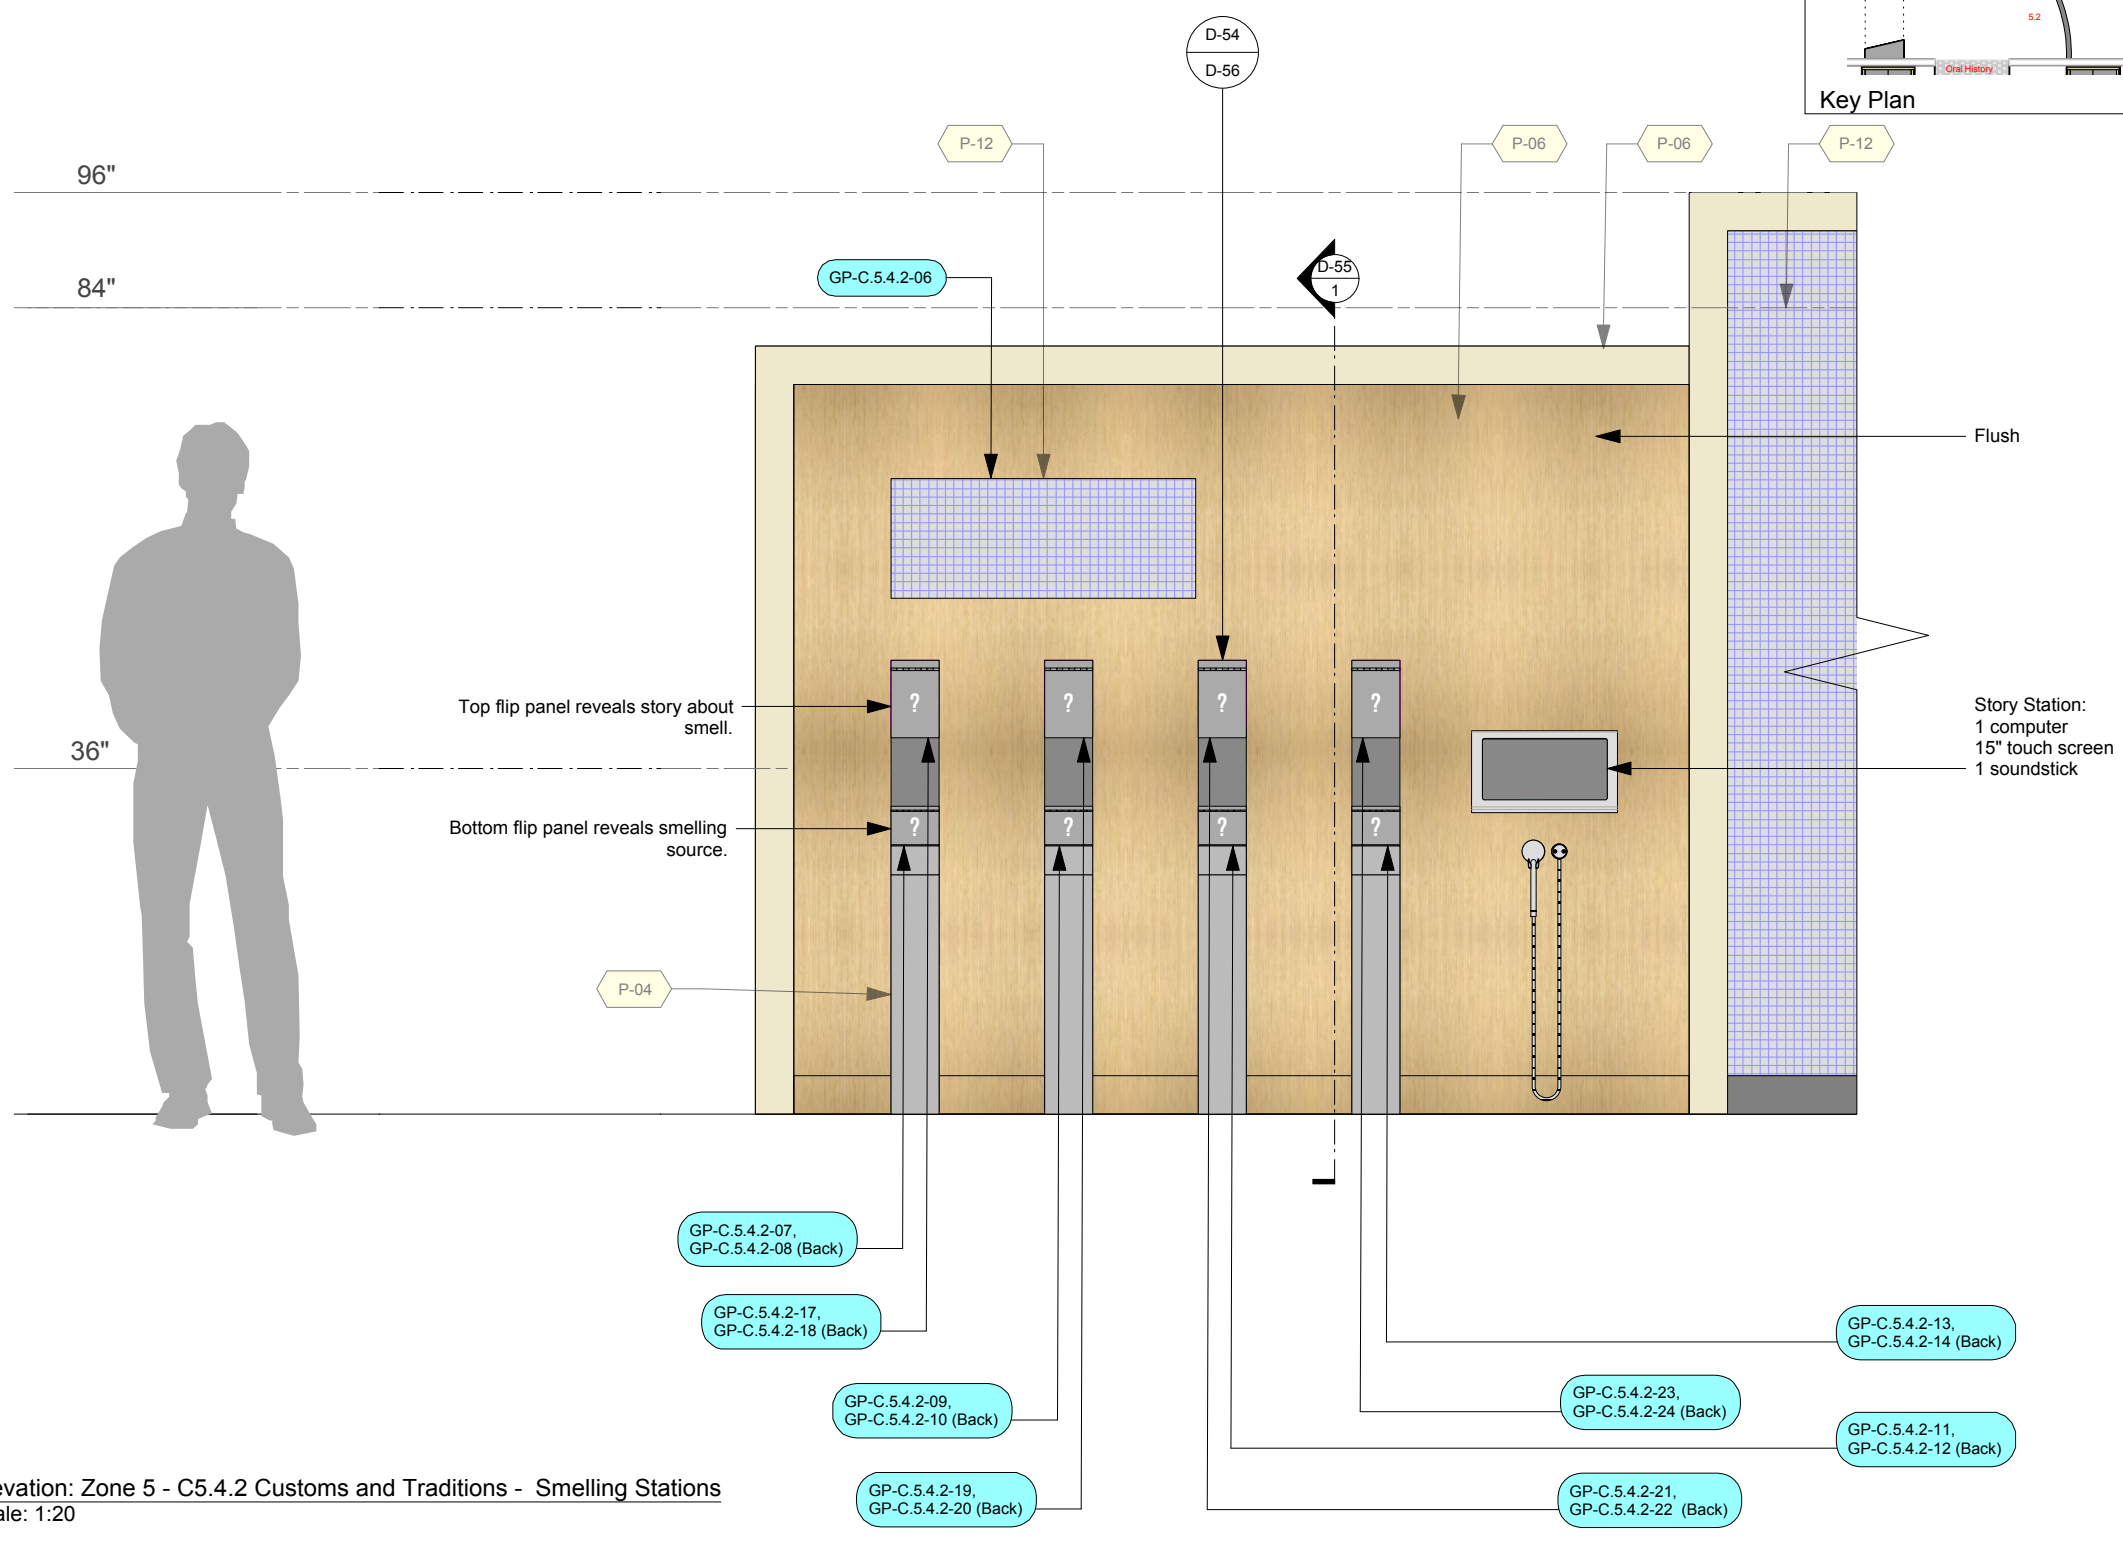 D-54
D-56
5.2
Oral History
Key Plan
P-12
P-06
P-06
P-12
96"
84"
GP-C.5.4.2-06
D-55
1
Flush
Top flip panel reveals story about
smell.
?
?
?
?
36"
Story Station:
1 computer
15" touch screen
1 soundstick
Bottom flip panel reveals smelling
source.
?
?
?
?
P-04
GP-C.5.4.2-07,
GP-C.5.4.2-08 (Back)
GP-C.5.4.2-17,
GP-C.5.4.2-18 (Back)
GP-C.5.4.2-13,
GP-C.5.4.2-14 (Back)
GP-C.5.4.2-09,
GP-C.5.4.2-10 (Back)
GP-C.5.4.2-23,
GP-C.5.4.2-24 (Back)
GP-C.5.4.2-11,
GP-C.5.4.2-12 (Back)
GP-C.5.4.2-19,
GP-C.5.4.2-20 (Back)
GP-C.5.4.2-21,
GP-C.5.4.2-22 (Back)
evation: Zone 5 - C5.4.2 Customs and Traditions - Smelling Stations
ale: 1:20